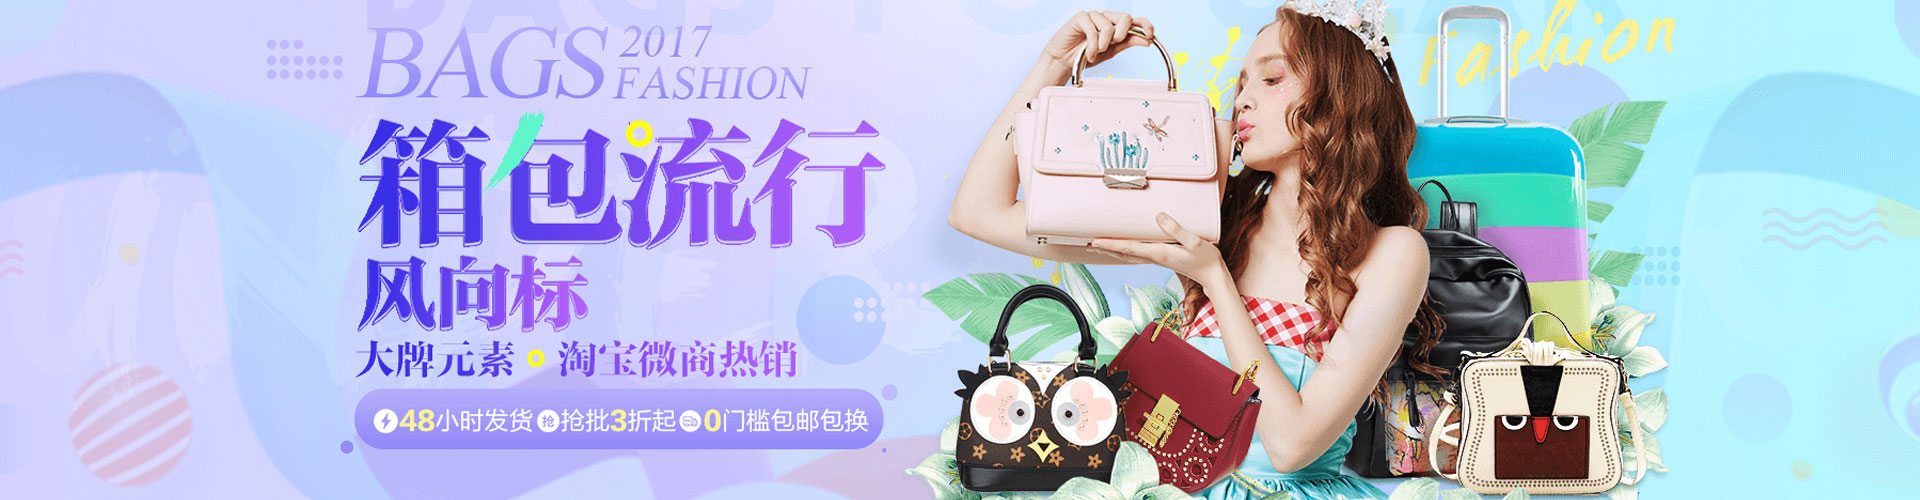 BAGS 2017
FASHION
Fashion
箱包流行
风向标
大牌元素 淘宝微商热销
48小时发货 抢 抢批3折起 0门槛包邮包换